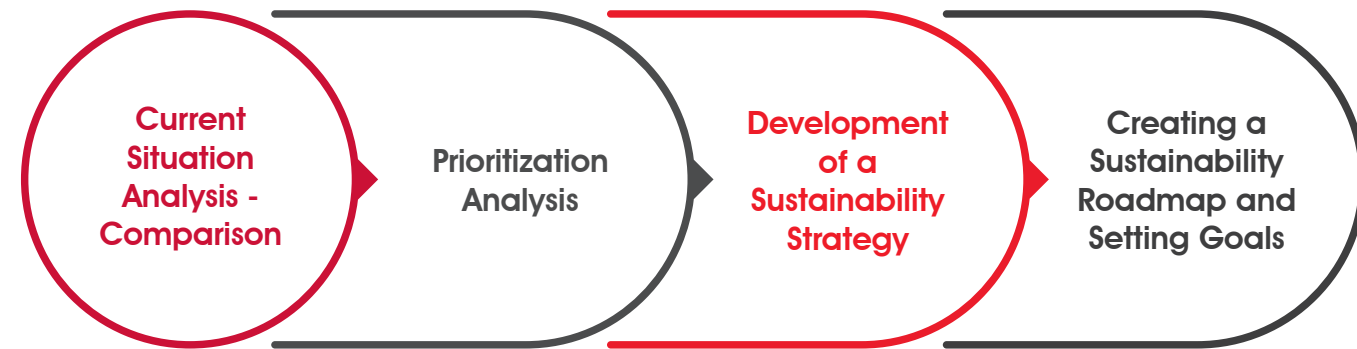 Current
Situation
Analysis -
Comparison
Prioritization
Analysis
Development
of a
Sustainability
Strategy
Creating a
Sustainability
Roadmap and
Setting Goals